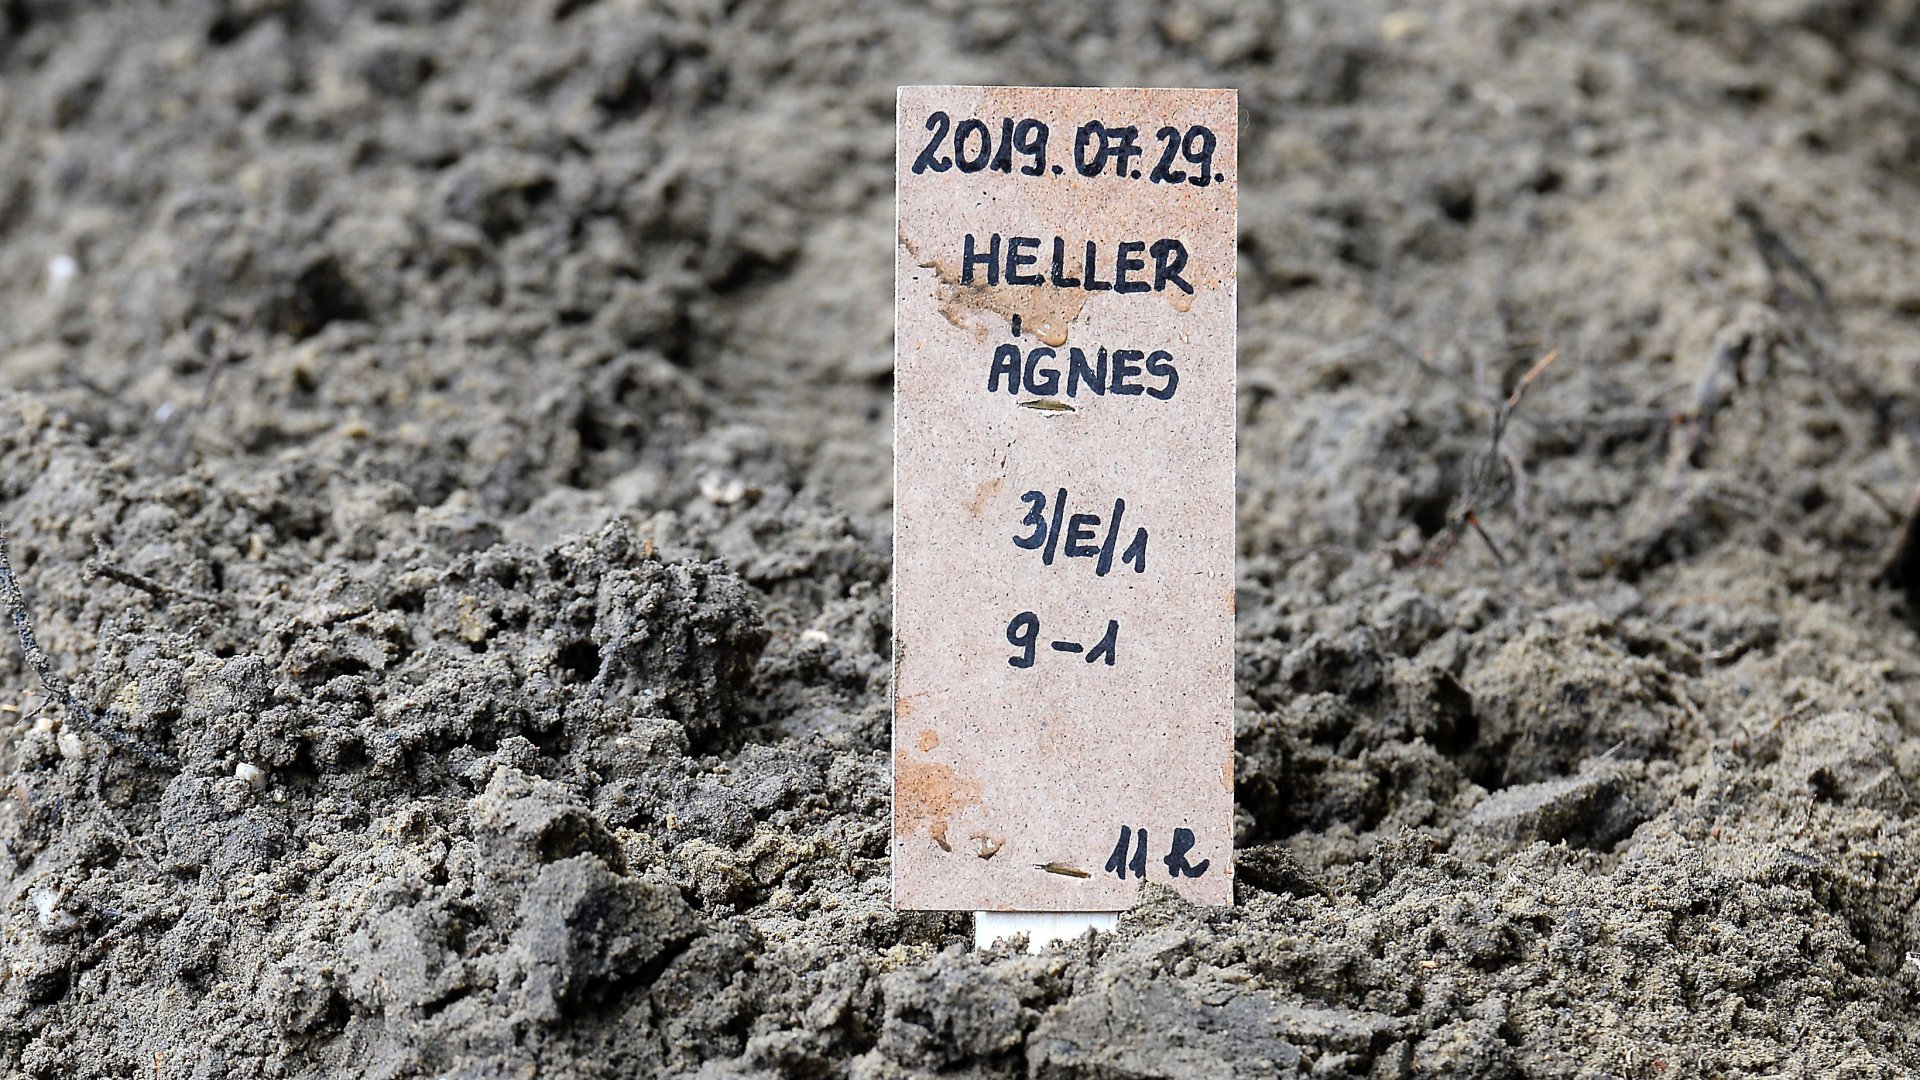 2019.07.29.
HELLER
ÁGNES
3/E/1
9-1
11 R